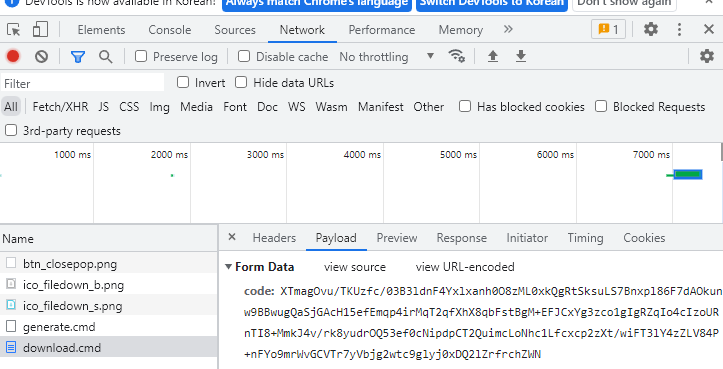 DevTools is now available in Korean! Always match Chrome's language Switch DevTools to Korean Don't show again
Elements Console Sources Network Performance Memory » 1
Preserve log Disable cache No throttling
Filter Invert Hide data URLs
All Fetch/XHR JS CSS Img Media Font Doc WS Wasm Manifest Other Has blocked cookies Blocked Requests
3rd-party requests
1000 ms 2000 ms 3000 ms 4000 ms 5000 ms 6000 ms 7000 ms
Name
btn_closepop.png
ico_filedown_b.png
ico_filedown_s.png
generate.cmd
download.cmd
Headers Payload Preview Response Initiator Timing Cookies
Form Data view source view URL-encoded
code: XTmagOvu/TKUzfc/03B3ldnF4Yxlxanh0O8zML0xkQgRtSksuLS7Bnxpl86F7dAOkun
w9BBwugQaSjGAcH15efEmqp4irMqT2qfXhX8qbFstBgM+EFJCxYg3zco1gIgRZqIo4cIzoUR
nTI8+MmkJ4v/rk8yudrOQ53ef0cNipdpCT2QuimcLoNhc1Lfcxcp2zXt/wiFT3lY4zZLV84P
+nFYo9mrWvGCVTr7yVbjg2wtc9glyj0xDQ2lZrfrchZWN